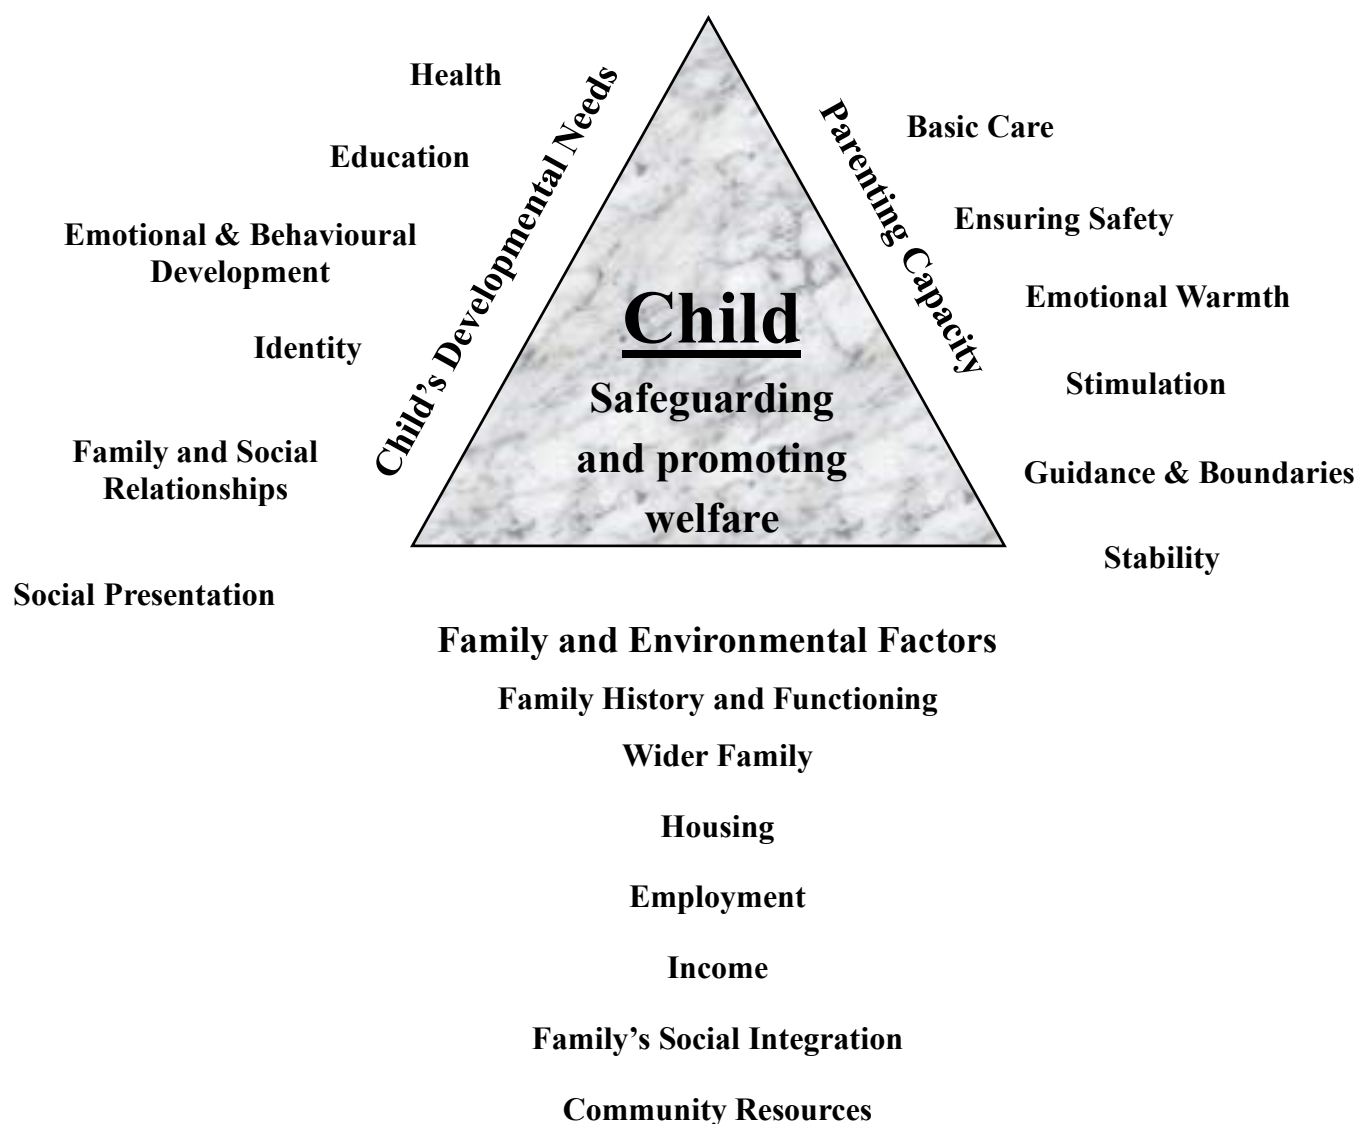 Health
Education
Emotional & Behavioural
Development
Identity
Family and Social
Relationships
Social Presentation
Child’s Developmental Needs
Child
Safeguarding
and promoting
welfare
Parenting Capacity
Basic Care
Ensuring Safety
Emotional Warmth
Stimulation
Guidance & Boundaries
Stability
Family and Environmental Factors
Family History and Functioning
Wider Family
Housing
Employment
Income
Family’s Social Integration
Community Resources